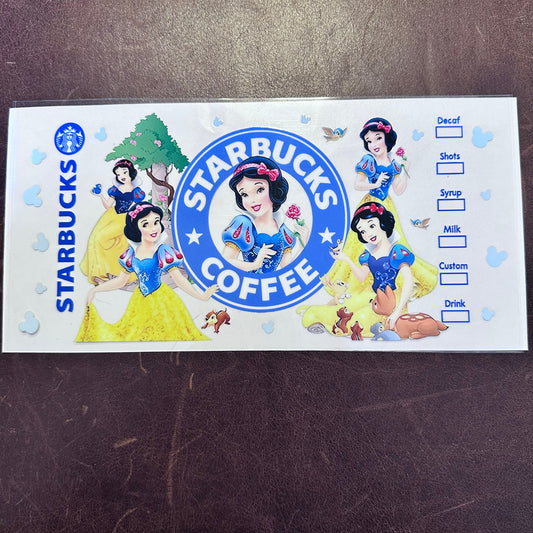 STARBUCKS
STARBUCKS
COFFEE
Decaf
Shots
Syrup
Milk
Custom
Drink